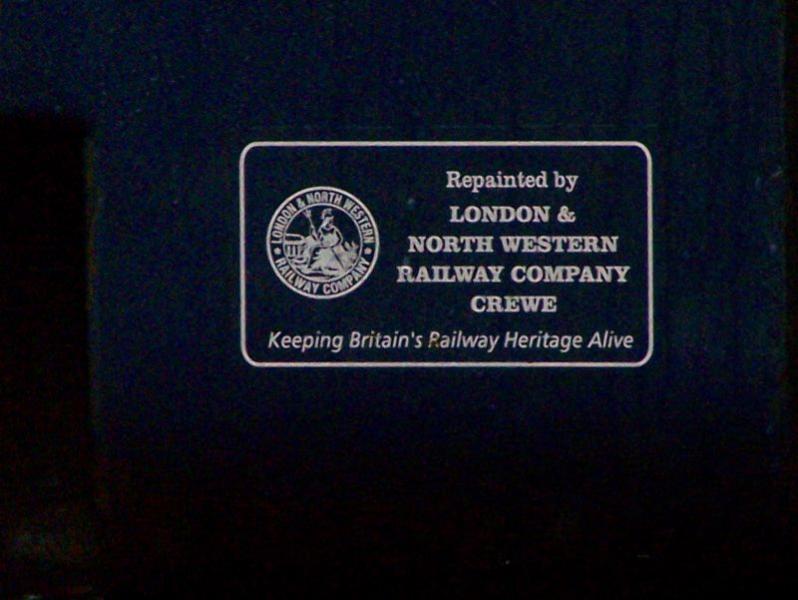 Repainted by
LONDON &
NORTH WESTERN
RAILWAY COMPANY
CREWE
LONDON & NORTH WESTERN
RAILWAY COMPANY
Keeping Britain's Railway Heritage Alive